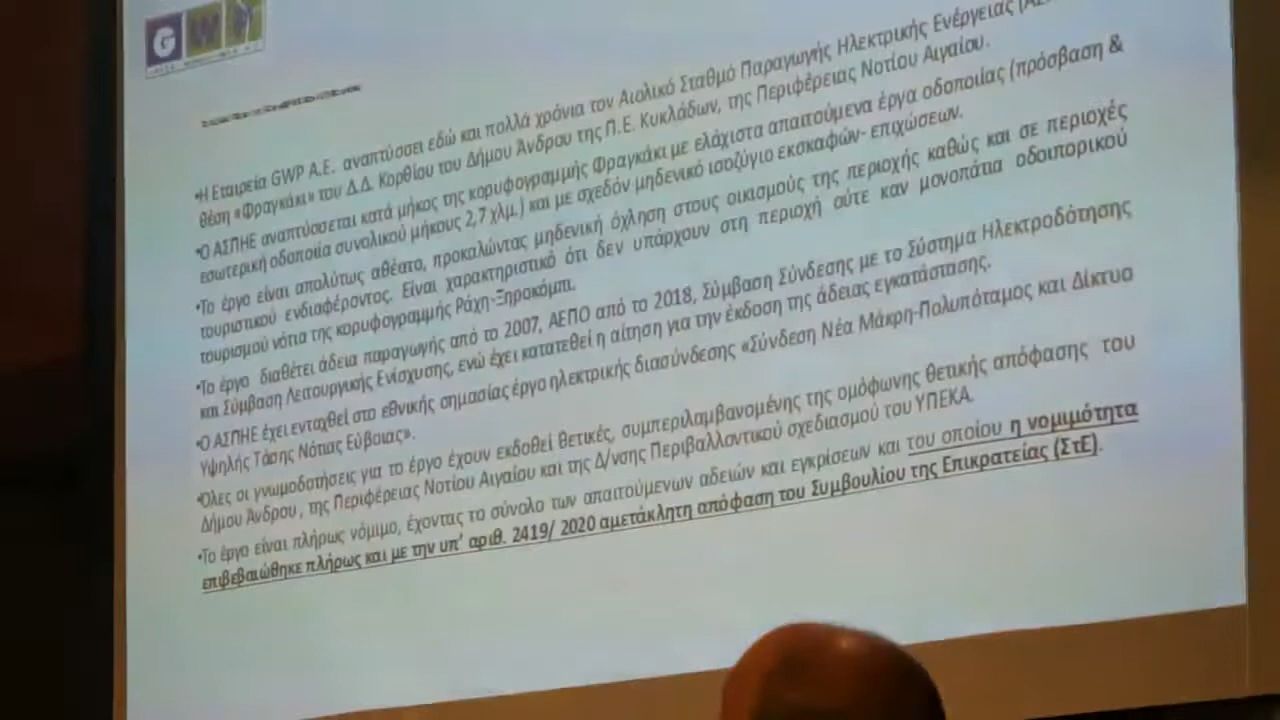 G W
•Η Εταιρεία GWP Α.Ε. αναπτύσσει εδώ και πολλά χρόνια τον Αιολικό Σταθμό Παραγωγής Ηλεκτρικής Ενέργειας
θέση «Φραγκάκι» του Δ.Δ. Κορθίου του Δήμου Άνδρου της Π.Ε. Κυκλάδων, της Περιφέρειας Νοτίου Αιγαίου.
•Ο ΑΣΠΗΕ αναπτύσσεται κατά μήκος της κορυφογραμμής Φραγκάκι με ελάχιστα απαιτούμενα έργα οδοποιίας (πρόσβαση &
εσωτερική οδοποιία συνολικού μήκους 2,7 χλμ.) και με σχεδόν μηδενικό ισοζύγιο εκσκαφών- επιχώσεων.
•Το έργο είναι απολύτως αθέατο, προκαλώντας μηδενική όχληση στους οικισμούς της περιοχής καθώς και σε περιοχές
τουριστικού ενδιαφέροντος. Είναι χαρακτηριστικό ότι δεν υπάρχουν στη περιοχή ούτε καν μονοπάτια οδοιπορικού
τουρισμού νότια της κορυφογραμμής Ράχη-Ξηροκόμπι.
•Το έργο διαθέτει άδεια παραγωγής από το 2007, ΑΕΠΟ από το 2018, Σύμβαση Σύνδεσης με το Σύστημα Ηλεκτροδότησης
και Σύμβαση Λειτουργικής Ενίσχυσης, ενώ έχει κατατεθεί η αίτηση για την έκδοση της άδειας εγκατάστασης.
•Ο ΑΣΠΗΕ έχει ενταχθεί στο εθνικής σημασίας έργο ηλεκτρικής διασύνδεσης «Σύνδεση Νέα Μάκρη-Πολυπόταμος και Δίκτυο
Υψηλής Τάσης Νότιας Εύβοιας».
•Όλες οι γνωμοδοτήσεις για το έργο έχουν εκδοθεί θετικές, συμπεριλαμβανομένης της ομόφωνης θετικής απόφασης του
Δήμου Άνδρου , της Περιφέρειας Νοτίου Αιγαίου και της Δ/νσης Περιβαλλοντικού σχεδιασμού του ΥΠΕΚΑ.
•Το έργο είναι πλήρως νόμιμο, έχοντας το σύνολο των απαιτούμενων αδειών και εγκρίσεων και του οποίου η νομιμότητα
επιβεβαιώθηκε πλήρως και με την υπ’ αριθ. 2419/ 2020 αμετάκλητη απόφαση του Συμβουλίου της Επικρατείας (ΣτΕ).